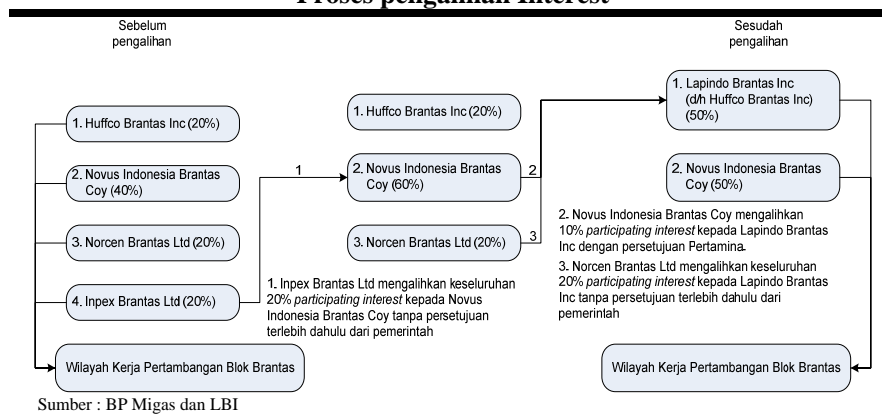 Proses pengalihan Interest
Sebelum
pengalihan
1. Huffco Brantas Inc (20%)
2. Novus Indonesia Brantas
Coy (40%)
3. Norcen Brantas Ltd (20%)
4. Inpex Brantas Ltd (20%)
Wilayah Kerja Pertambangan Blok Brantas
1
1. Huffco Brantas Inc (20%)
2. Novus Indonesia Brantas
Coy (60%)
3. Norcen Brantas Ltd (20%)
1. Inpex Brantas Ltd mengalihkan keseluruhan
20% participating interest kepada Novus
Indonesia Brantas Coy tanpa persetujuan
terlebih dahulu dari pemerintah
2
3
Sesudah
pengalihan
1. Lapindo Brantas Inc
(d/h Huffco Brantas Inc)
(50%)
2. Novus Indonesia Brantas
Coy (50%)
2. Novus Indonesia Brantas Coy mengalihkan
10% participating interest kepada Lapindo Brantas
Inc dengan persetujuan Pertamina.
3. Norcen Brantas Ltd mengalihkan keseluruhan
20% participating interest kepada Lapindo Brantas
Inc tanpa persetujuan terlebih dahulu dari
pemerintah
Wilayah Kerja Pertambangan Blok Brantas
Sumber : BP Migas dan LBI